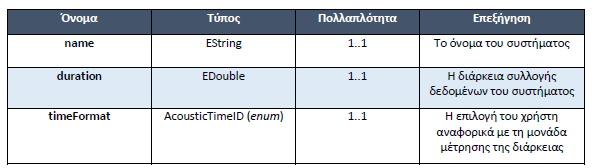 Όνομα Τύπος Πολλαπλότητα Επεξήγηση
name EString 1..1 Το όνομα του συστήματος
duration EDouble 1..1 Η διάρκεια συλλογής
δεδομένων του συστήματος
timeFormat AcousticTimeID (enum) 1..1 Η επιλογή του χρήστη
αναφορικά με τη μονάδα
μέτρησης της διάρκειας